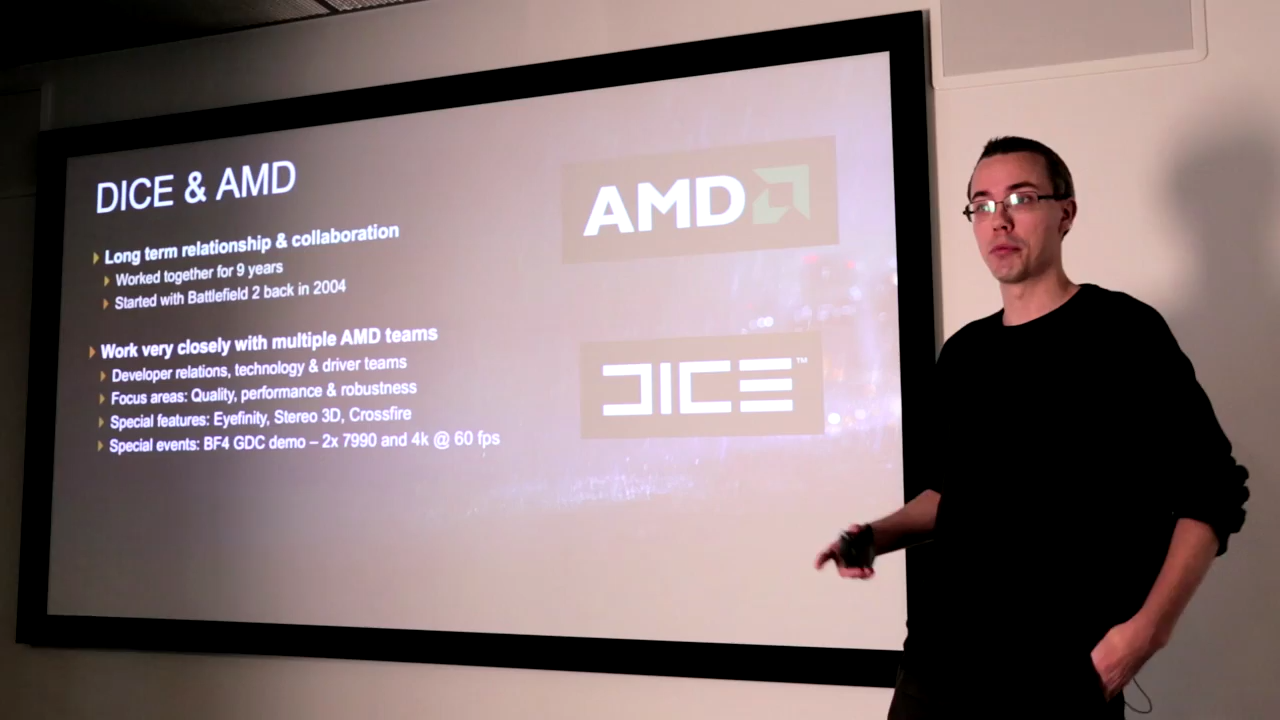 DICE & AMD
Long term relationship & collaboration
Worked together for 9 years
Started with Battlefield 2 back in 2004
Work very closely with multiple AMD teams
Developer relations, technology & driver teams
Focus areas: Quality, performance & robustness
Special features: Eyefinity, Stereo 3D, Crossfire
Special events: BF4 GDC demo – 2x 7990 and 4k @ 60 fps
AMD
DICE™